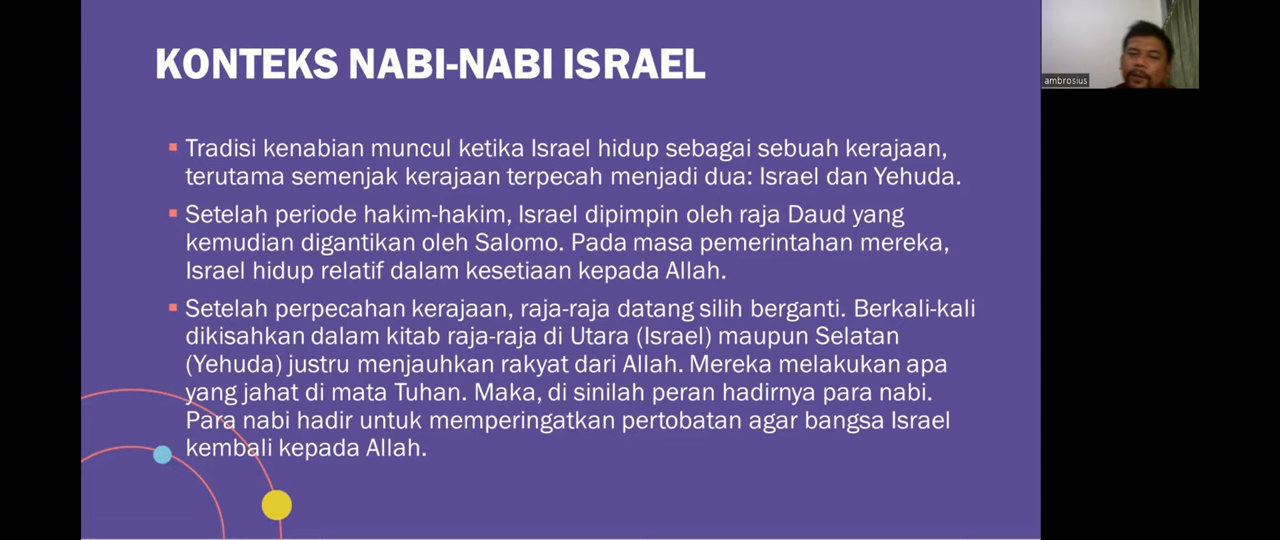 KONTEKS NABI-NABI ISRAEL
Tradisi kenabian muncul ketika Israel hidup sebagai sebuah kerajaan,
terutama semenjak kerajaan terpecah menjadi dua: Israel dan Yehuda.
Setelah periode hakim-hakim, Israel dipimpin oleh raja Daud yang
kemudian digantikan oleh Salomo. Pada masa pemerintahan mereka,
Israel hidup relatif dalam kesetiaan kepada Allah.
Setelah perpecahan kerajaan, raja-raja datang silih berganti. Berkali-kali
dikisahkan dalam kitab raja-raja di Utara (Israel) maupun Selatan
(Yehuda) justru menjauhkan rakyat dari Allah. Mereka melakukan apa
yang jahat di mata Tuhan. Maka, di sinilah peran hadirnya para nabi.
Para nabi hadir untuk memperingatkan pertobatan agar bangsa Israel
kembali kepada Allah.
ambrosius